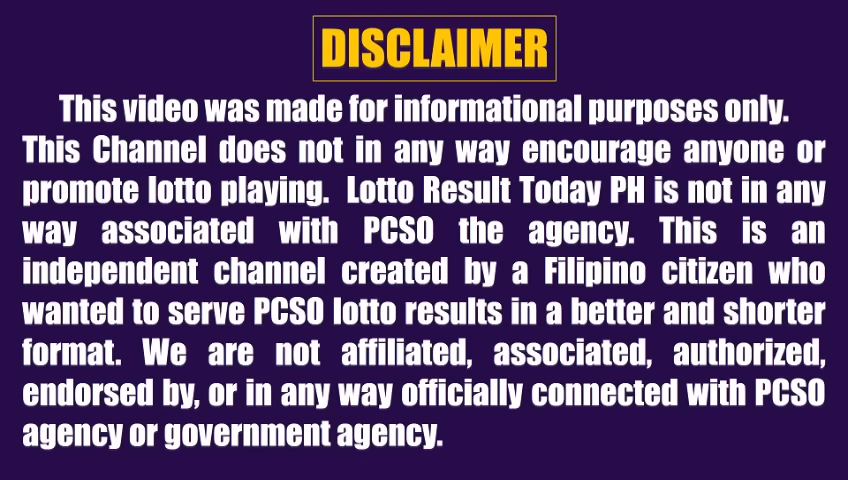 DISCLAIMER
This video was made for informational purposes only.
This Channel does not in any way encourage anyone or
promote lotto playing. Lotto Result Today PH is not in any
way associated with PCSO the agency. This is an
independent channel created by a Filipino citizen who
wanted to serve PCSO lotto results in a better and shorter
format. We are not affiliated, associated, authorized,
endorsed by, or in any way officially connected with PCSO
agency or government agency.